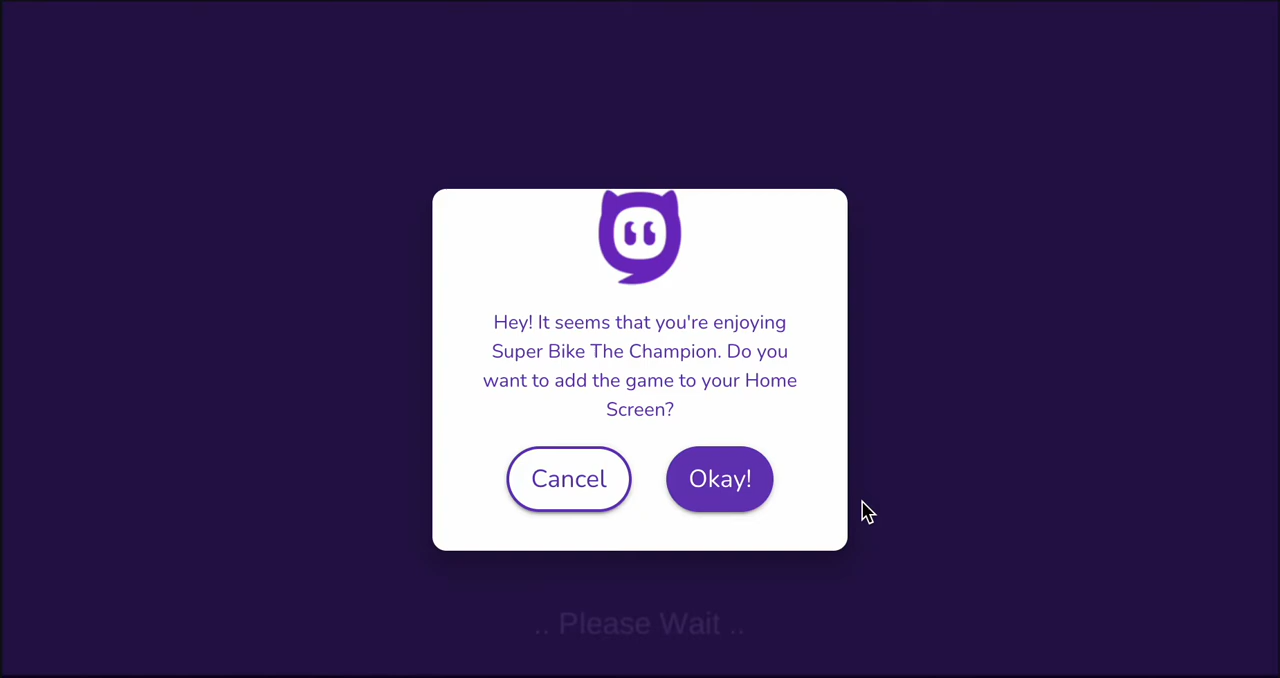 Hey! It seems that you're enjoying
Super Bike The Champion. Do you
want to add the game to your Home
Screen?
Cancel
Okay!
.. Please Wait ..